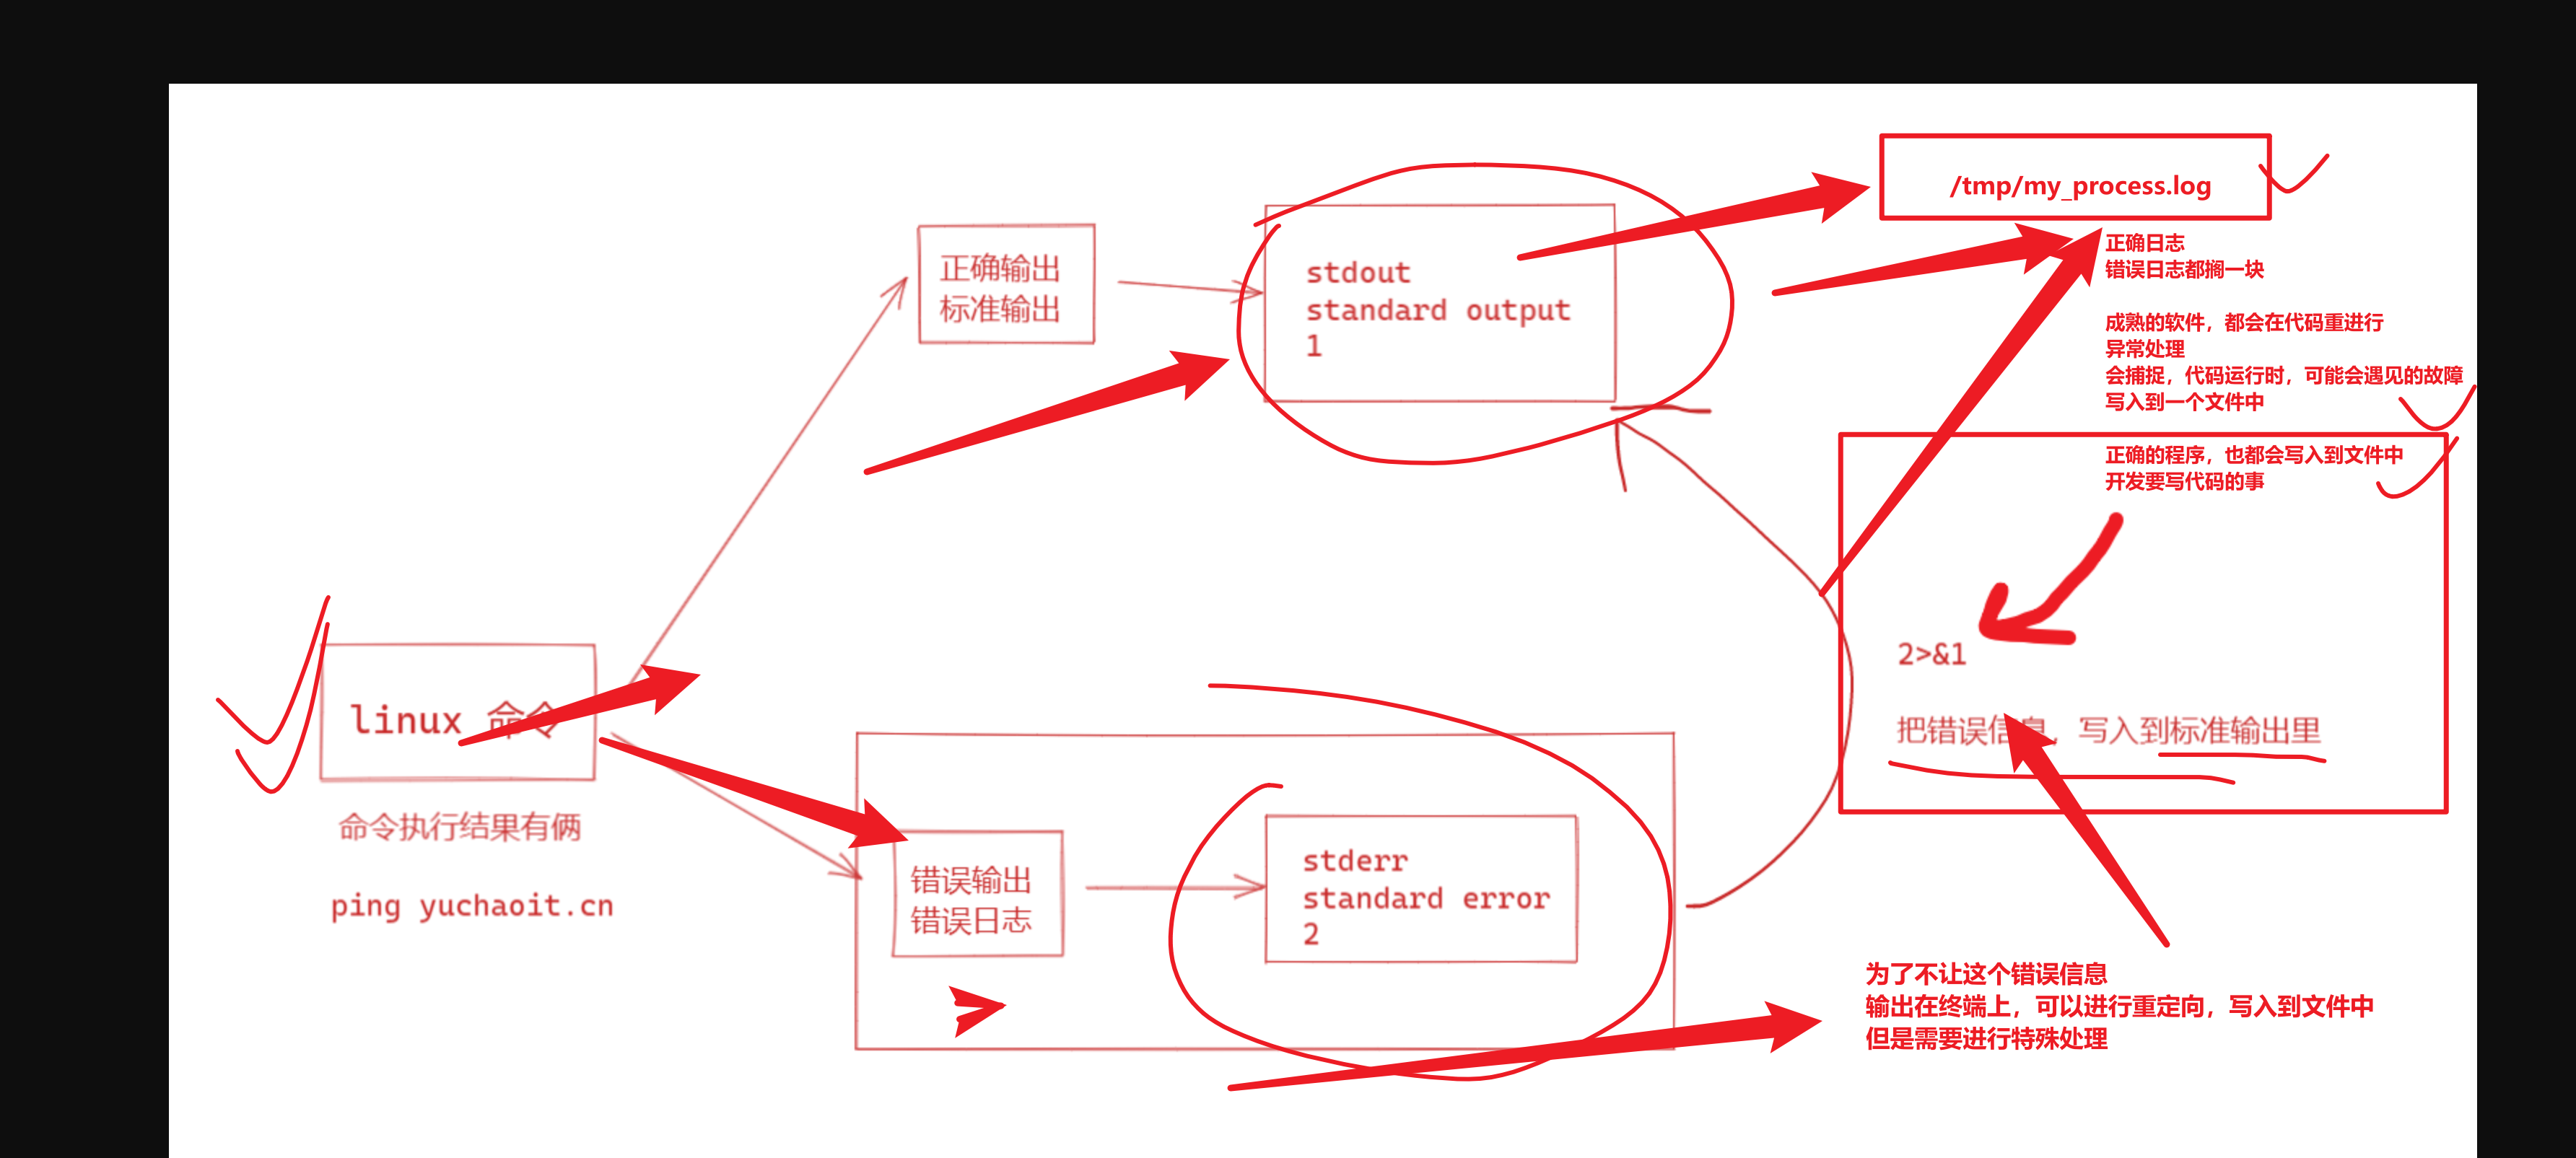 /tmp/my_process.log
正确日志
错误日志都搁一块
成熟的软件，都会在代码重进行
异常处理
会捕捉，代码运行时，可能会遇见的故障
写入到一个文件中
正确的程序，也都会写入到文件中
开发要写代码的事
正确输出
标准输出
stdout
standard output
1
linux 命令
命令执行结果有俩
ping yuchaoit.cn
错误输出
错误日志
stderr
standard error
2
2>&1
把错误信息，写入到标准输出里
为了不让这个错误信息
输出在终端上，可以进行重定向，写入到文件中
但是需要进行特殊处理